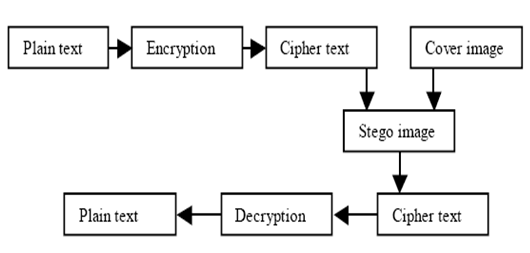 Plain text
Encryption
Cipher text
Cover image
Stego image
Plain text
Decryption
Cipher text